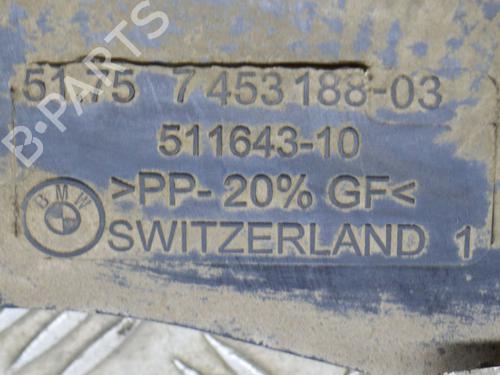 51.75 7 453 188-03
511643-10
>PP- 20% GF<
BMW
SWITZERLAND 1
B-PARTS